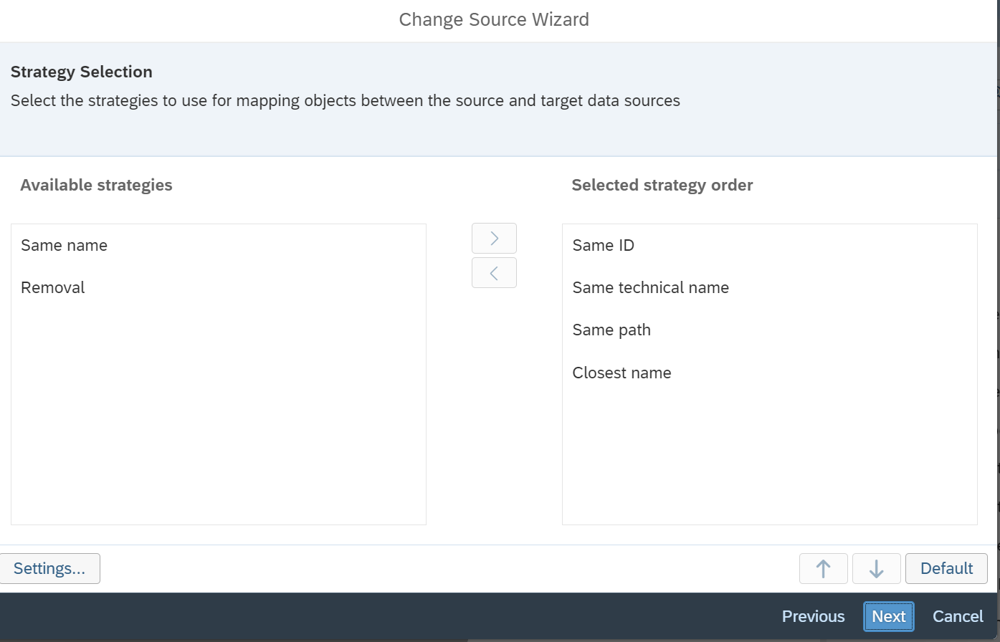 Change Source Wizard
Strategy Selection
Select the strategies to use for mapping objects between the source and target data sources
Available strategies
Selected strategy order
Same name
Removal
Same ID
Same technical name
Same path
Closest name
Settings...
Default
Previous
Next
Cancel